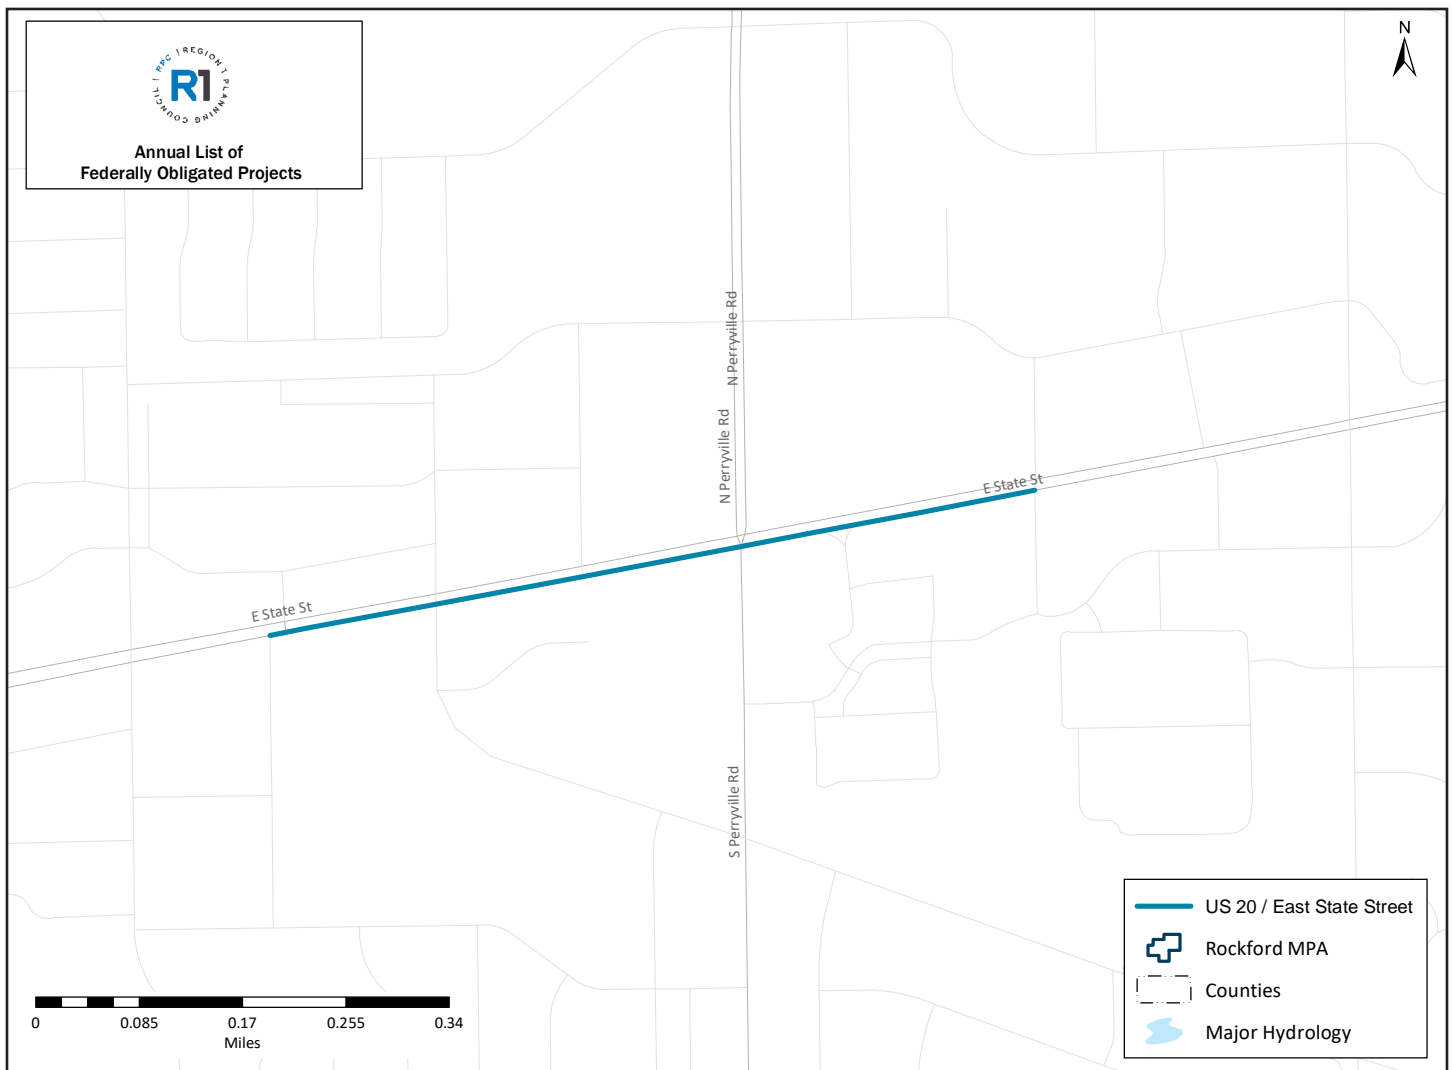 RPC | REGION 1 PLANNING COUNCIL |
R1
Annual List of
Federally Obligated Projects
N
N Perryville Rd
N Perryville Rd
E State St
E State St
S Perryville Rd
US 20 / East State Street
Rockford MPA
Counties
Major Hydrology
0 0.085 0.17 0.255 0.34
Miles